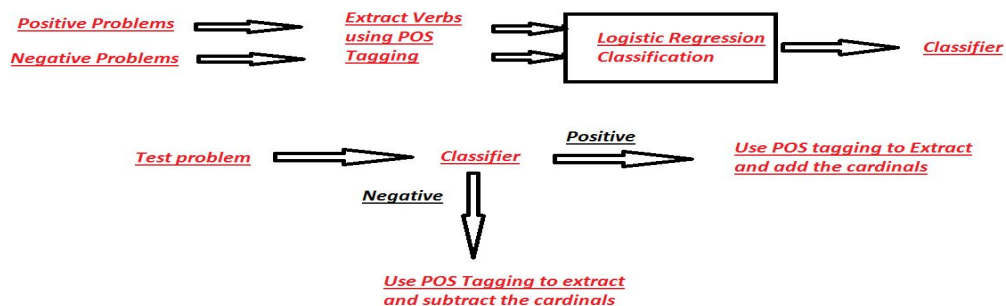 Positive Problems
Negative Problems
Extract Verbs
using POS
Tagging
Logistic Regression
Classification
Classifier
Test problem
Classifier
Positive
Use POS tagging to Extract
and add the cardinals
Negative
Use POS Tagging to extract
and subtract the cardinals